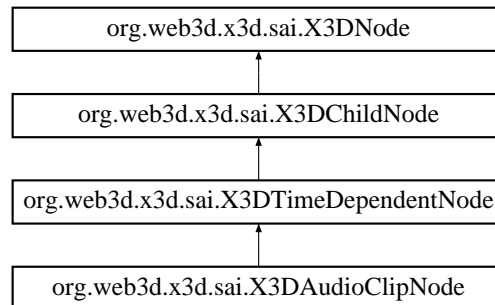 org.web3d.x3d.sai.X3DNode
org.web3d.x3d.sai.X3DChildNode
org.web3d.x3d.sai.X3DTimeDependentNode
org.web3d.x3d.sai.X3DAudioClipNode